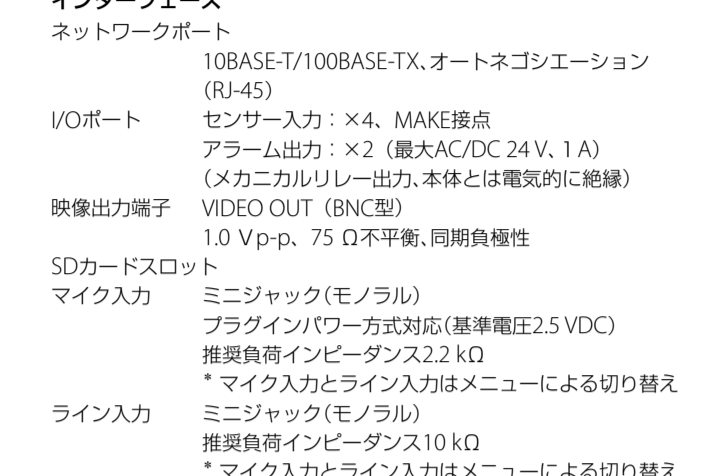 インターフェース
ネットワークポート
10BASE-T/100BASE-TX、オートネゴシエーション
（RJ-45）
I/Oポート センサー入力：×4、MAKE接点
アラーム出力：×2（最大AC/DC 24 V、1 A）
（メカニカルリレー出力、本体とは電気的に絶縁）
映像出力端子 VIDEO OUT（BNC型）
1.0 Vp-p、75 Ω不平衡、同期負極性
SDカードスロット
マイク入力 ミニジャック（モノラル）
プラグインパワー方式対応（基準電圧2.5 VDC）
推奨負荷インピーダンス2.2 kΩ
* マイク入力とライン入力はメニューによる切り替え
ライン入力 ミニジャック（モノラル）
推奨負荷インピーダンス10 kΩ
* マイク入力とライン入力はメニューによる切り替え